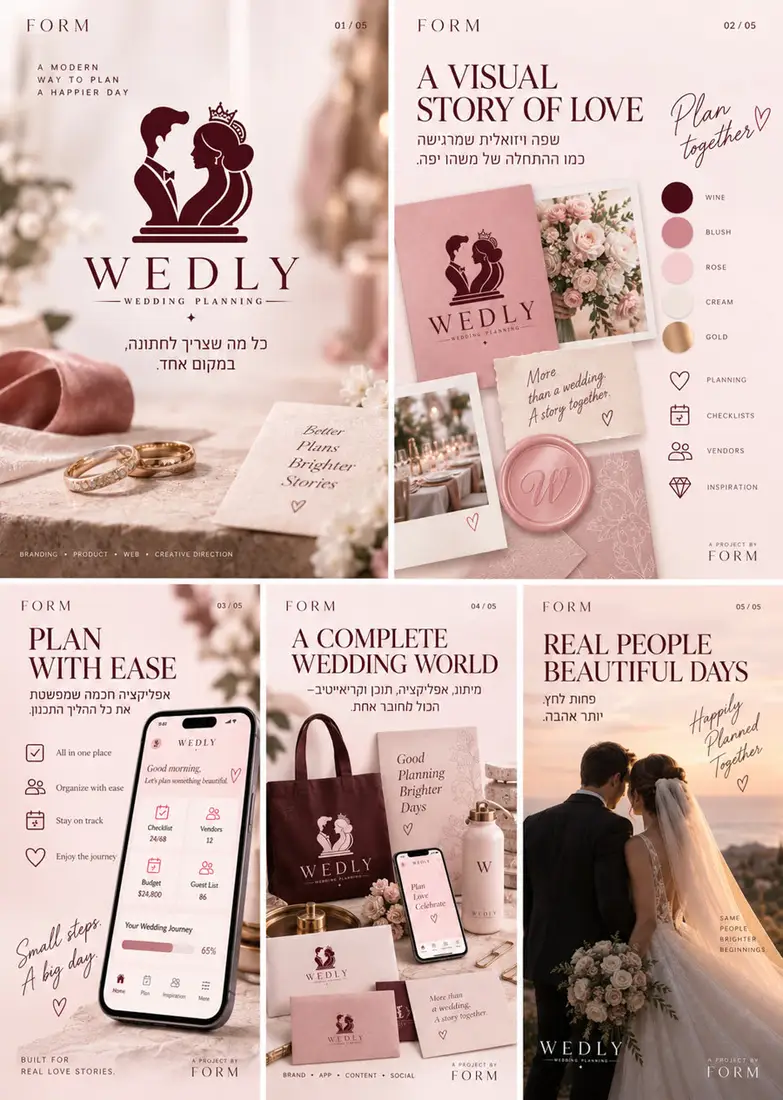 FORM
01 / 05
A MODERN
WAY TO PLAN
A HAPPIER DAY
WEDLY
WEDDING PLANNING
כל מה שצריך לחתונה,
במקום אחד.
Better
Plans
Brighter
Stories
BRANDING • PRODUCT • WEB • CREATIVE DIRECTION
FORM
02 / 05
A VISUAL
STORY OF LOVE
שפה ויזואלית שמרגישה
כמו ההתחלה של משהו יפה.
Plan
together
WINE
BLUSH
ROSE
CREAM
GOLD
PLANNING
CHECKLISTS
VENDORS
INSPIRATION
WEDLY
WEDDING PLANNING
More
than a wedding.
A story together.
W
A PROJECT BY
FORM
FORM
03 / 05
PLAN
WITH EASE
אפליקציה חכמה שמפשטת
את כל ההליך התכנון.
All in one place
Organize with ease
Stay on track
Enjoy the journey
9:41
WEDLY
Good morning,
Let's plan something beautiful.
Checklist
24/68
Vendors
12
Budget
$24,800
Guest List
86
Your Wedding Journey
65%
Home
Plan
Inspiration
More
Small steps.
A big day.
BUILT FOR
REAL LOVE STORIES.
A PROJECT BY
FORM
FORM
04 / 05
A COMPLETE
WEDDING WORLD
מיתוג, אפליקציה, תוכן וקריאייטיב–
הכול מחובר אחת.
WEDLY
WEDDING PLANNING
Good
Planning
Brighter
Days
W
WEDLY
Plan
Love
Celebrate
WEDLY
WEDLY
More than
a wedding.
A story together.
BRAND • APP • CONTENT • SOCIAL
A PROJECT BY
FORM
FORM
05 / 05
REAL PEOPLE
BEAUTIFUL DAYS
פחות לחץ.
יותר אהבה.
Happily
Planned
Together
SAME
PEOPLE
BRIGHTER
BEGINNINGS.
WEDLY
WEDDING PLANNING
A PROJECT BY
FORM